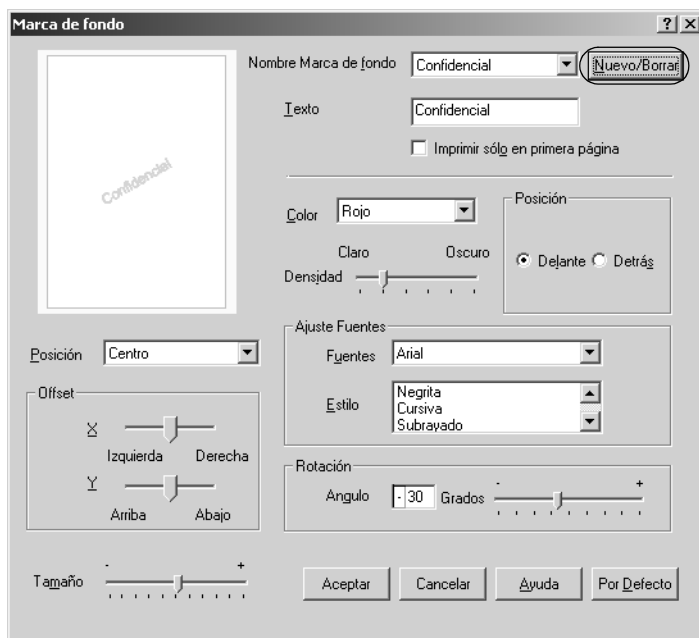 Marca de fondo
Nombre Marca de fondo Confidencial Nuevo/Borrar
Texto Confidencial
Imprimir sólo en primera página
Confidencial
Color Rojo
Posición
Claro Oscuro
Densidad
Delante Detrás
Ajuste Fuentes
Posición Centro
Fuentes Arial
Offset
Estilo Negrita
Cursiva
Subrayado
X
Izquierda Derecha
Y
Arriba Abajo
Rotación
- +
Angulo -30 Grados
- +
Tamaño
Aceptar Cancelar Ayuda Por Defecto